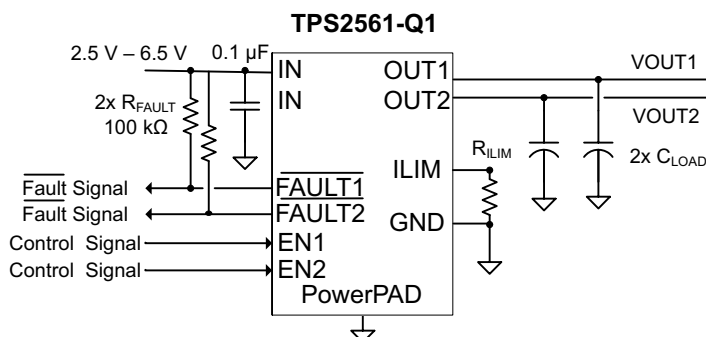 TPS2561-Q1
2.5 V – 6.5 V
0.1 µF
IN
IN
OUT1
OUT2
VOUT1
VOUT2
2x RFAULT
100 kΩ
RILIM
2x CLOAD
ILIM
Fault Signal
FAULT1
Fault Signal
FAULT2
GND
Control Signal
EN1
Control Signal
EN2
PowerPAD